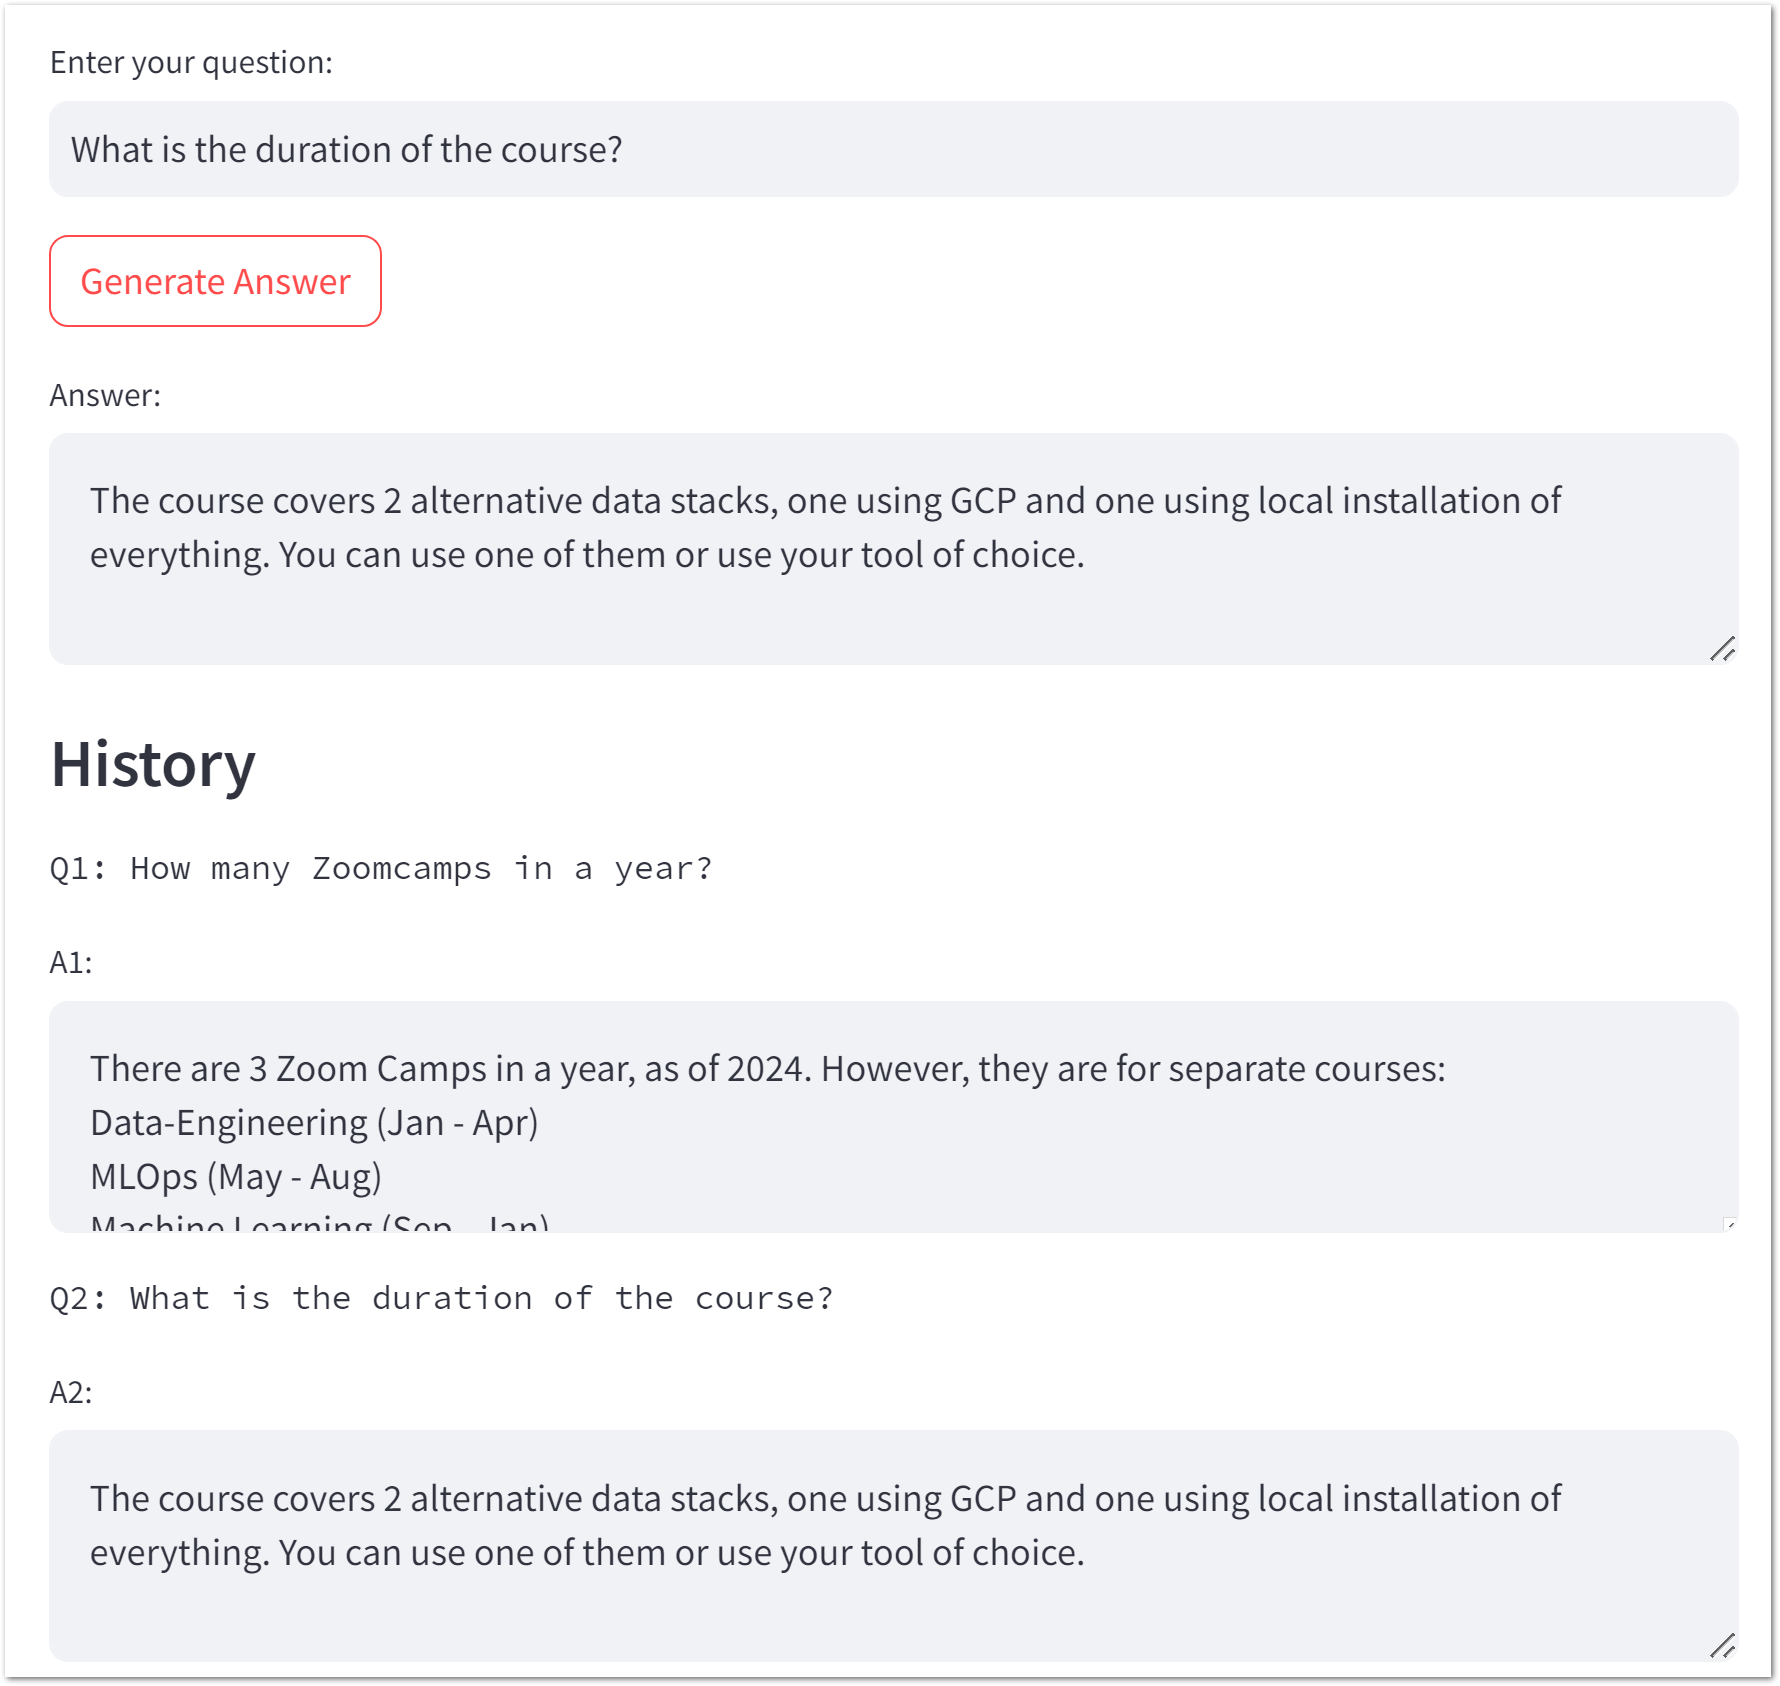 Enter your question:
What is the duration of the course?
Generate Answer
Answer:
The course covers 2 alternative data stacks, one using GCP and one using local installation of
everything. You can use one of them or use your tool of choice.
History
Q1: How many Zoomcamps in a year?
A1:
There are 3 Zoom Camps in a year, as of 2024. However, they are for separate courses:
Data-Engineering (Jan - Apr)
MLOps (May - Aug)
Machine Learning (Sep - Jan)
Q2: What is the duration of the course?
A2:
The course covers 2 alternative data stacks, one using GCP and one using local installation of
everything. You can use one of them or use your tool of choice.